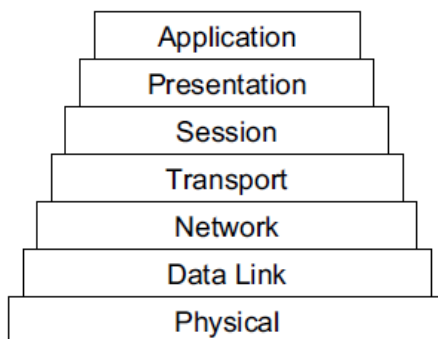 Application
Presentation
Session
Transport
Network
Data Link
Physical